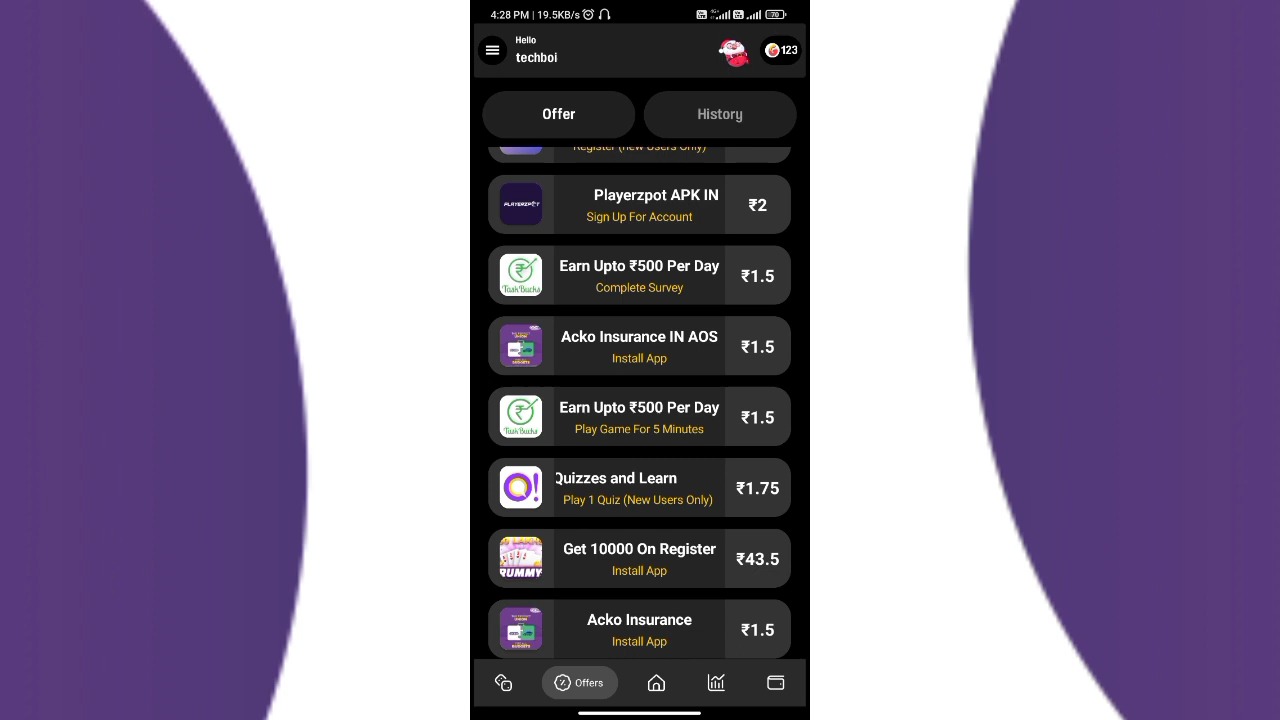 4:28 PM | 19.5KB/s
70
Hello
techboi
123
Offer
History
Register (new Users Only)
PLAYERZPOT
Playerzpot APK IN
Sign Up For Account
₹2
TaskBucks
Earn Upto ₹500 Per Day
Complete Survey
₹1.5
Acko Insurance IN AOS
Install App
₹1.5
TaskBucks
Earn Upto ₹500 Per Day
Play Game For 5 Minutes
₹1.5
Quizzes and Learn
Play 1 Quiz (New Users Only)
₹1.75
RUMMY
Get 10000 On Register
Install App
₹43.5
Acko Insurance
Install App
₹1.5
Offers